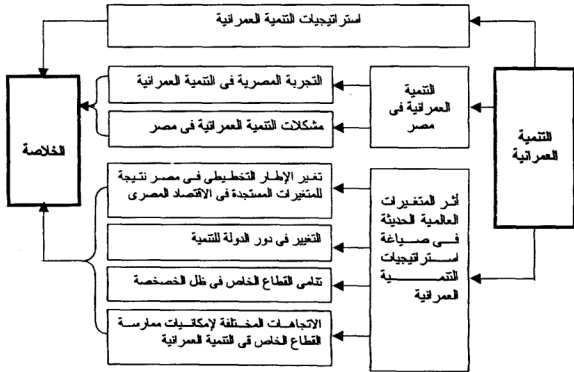 استراتيجيات التنمية العمرانية
التنمية
العمرانية
التنمية
العمرانية فى
مصر
التجربة المصرية فى التنمية العمرانية
مشكلات التنمية العمرانية فى مصر
الخلاصة
أثر المتغيرات
العالمية الحديثة
فى صياغة
استراتيجيات
التنمية
العمرانية
تغير الإطار التخطيطى فى مصر نتيجة
للمتغيرات المستجدة فى الاقتصاد المصرى
التغيير فى دور الدولة للتنمية
تنامى القطاع الخاص فى ظل الخصخصة
الاتجاهات المختلفة لإمكانيات ممارسة
القطاع الخاص فى التنمية العمرانية